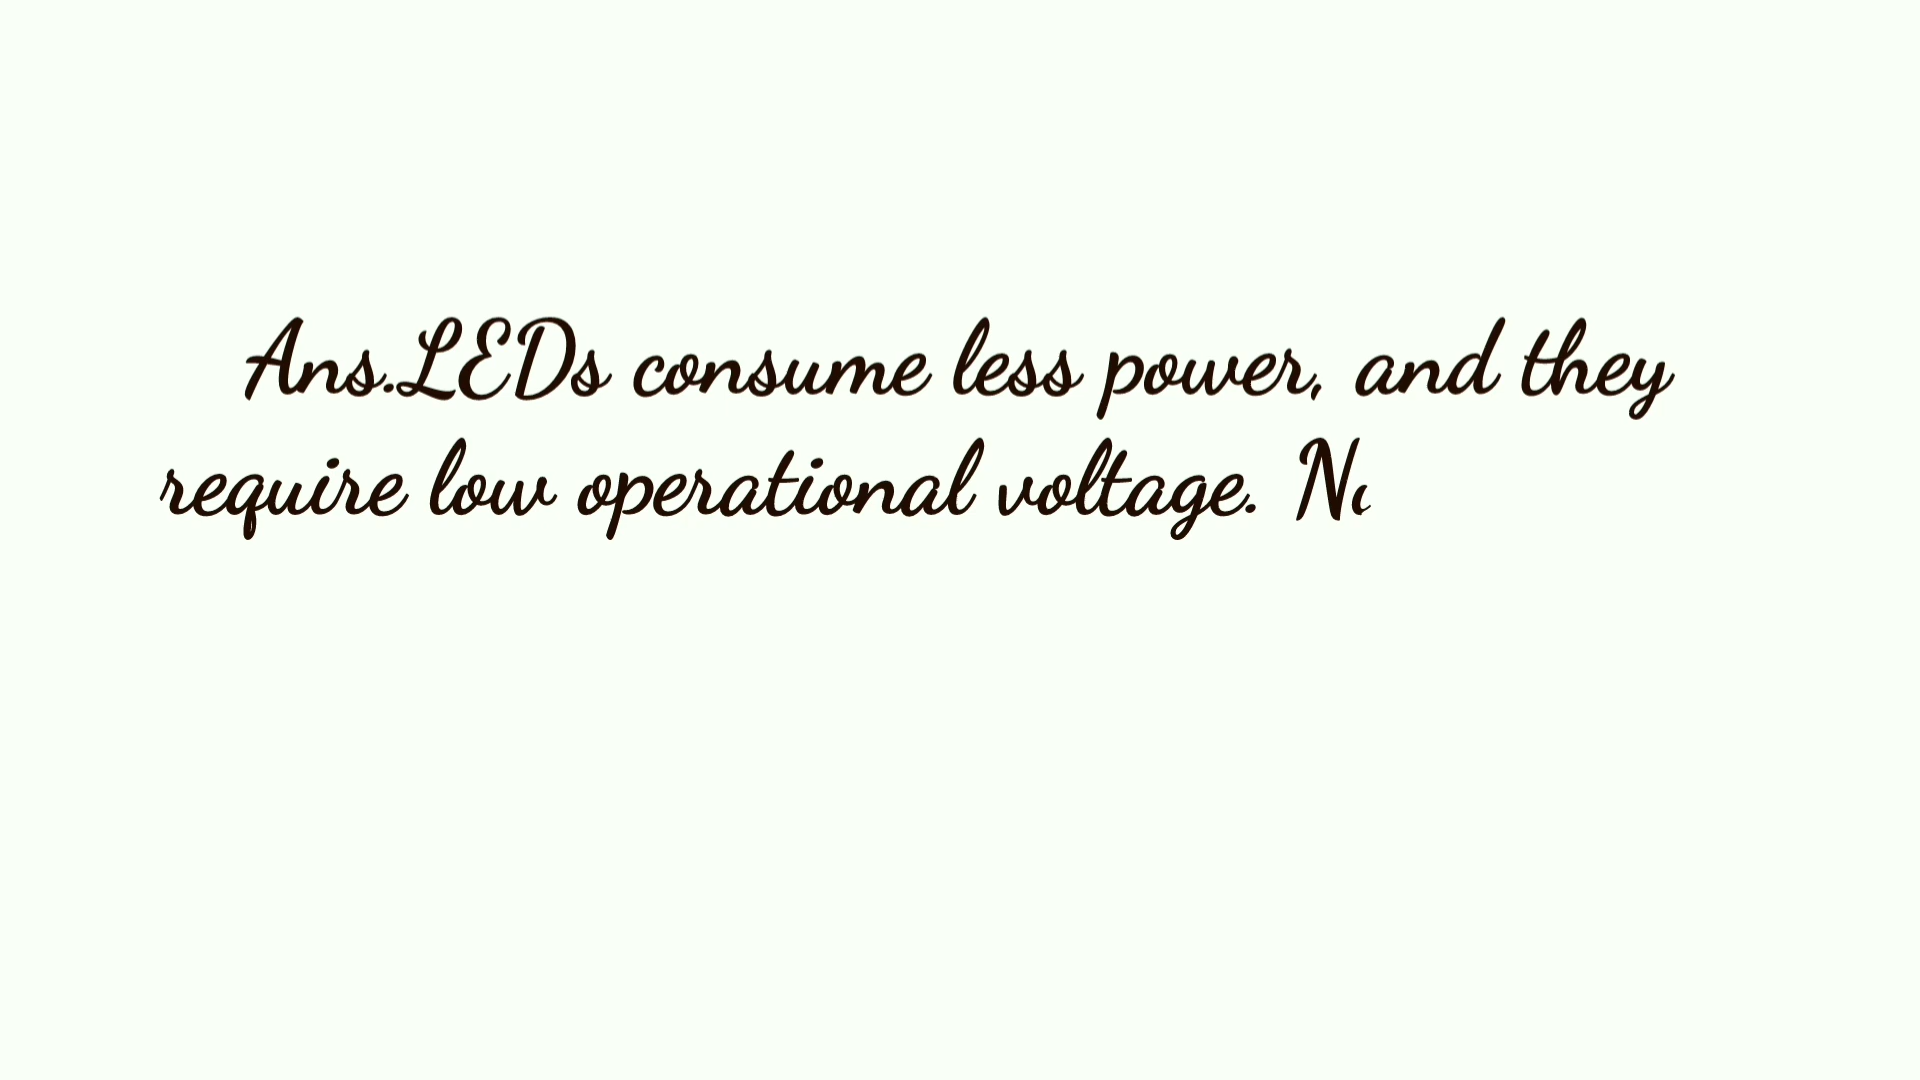 Ans.LEDs consume less power, and they
require low operational voltage.